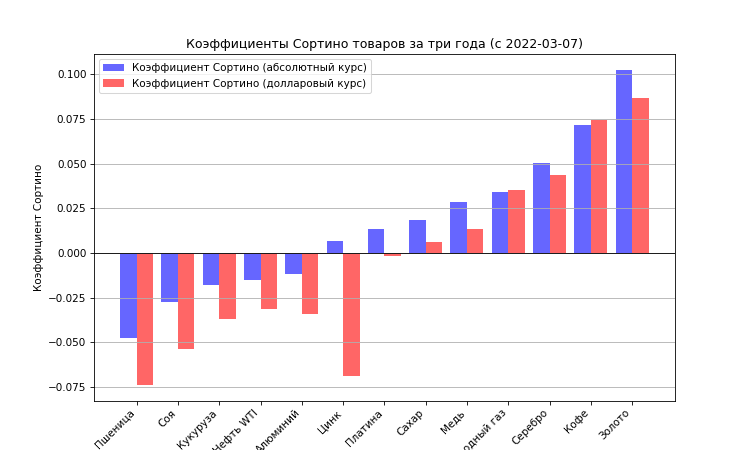 Коэффициенты Сортино товаров за три года (с 2022-03-07)
Коэффициент Сортино (абсолютный курс)
Коэффициент Сортино (долларовый курс)
Коэффициент Сортино
0.100
0.075
0.050
0.025
0.000
−0.025
−0.050
−0.075
Пшеница
Соя
Кукуруза
Нефть WTI
Алюминий
Цинк
Платина
Сахар
Медь
одный газ
Серебро
Кофе
Золото